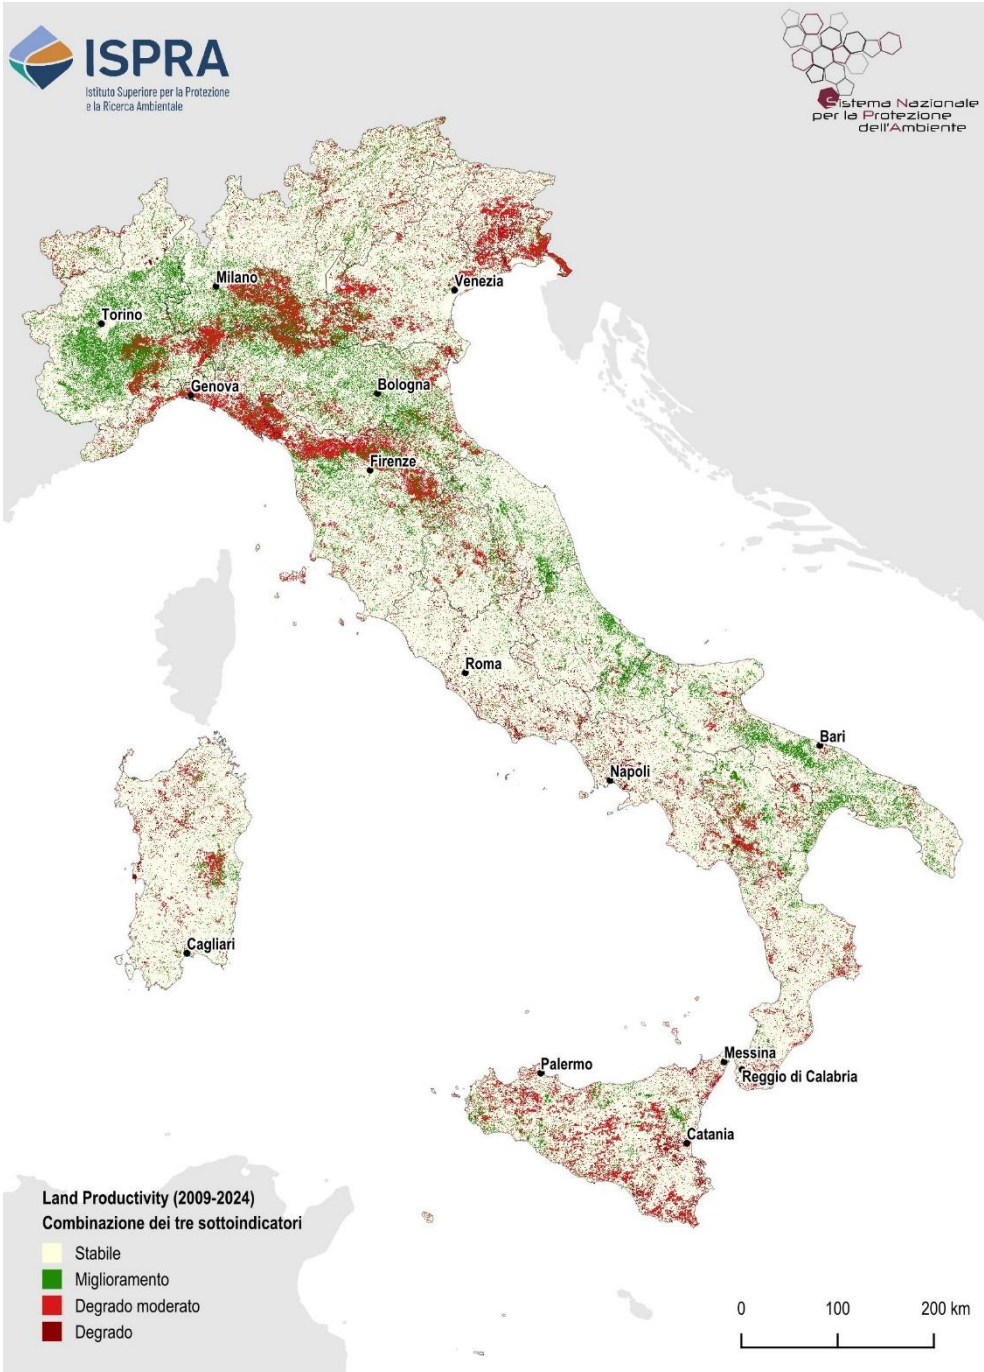 ISPRA
Istituto Superiore per la Protezione
e la Ricerca Ambientale
Sistema Nazionale
per la Protezione
dell'Ambiente
Milano
Venezia
Torino
Genova
Bologna
Firenze
Roma
Bari
Napoli
Cagliari
Messina
Palermo
Reggio di Calabria
Catania
Land Productivity (2009-2024)
Combinazione dei tre sottoindicatori
Stabile
Miglioramento
Degrado moderato
Degrado
0 100 200 km